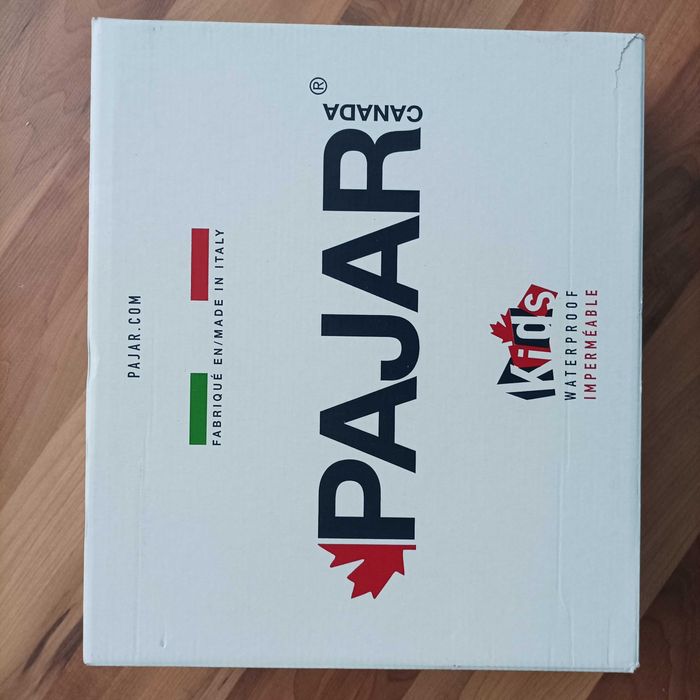 PAJAR.COM
FABRIQUÉ EN/MADE IN ITALY
PAJAR
CANADA
®
Kids
WATERPROOF
IMPERMÉABLE